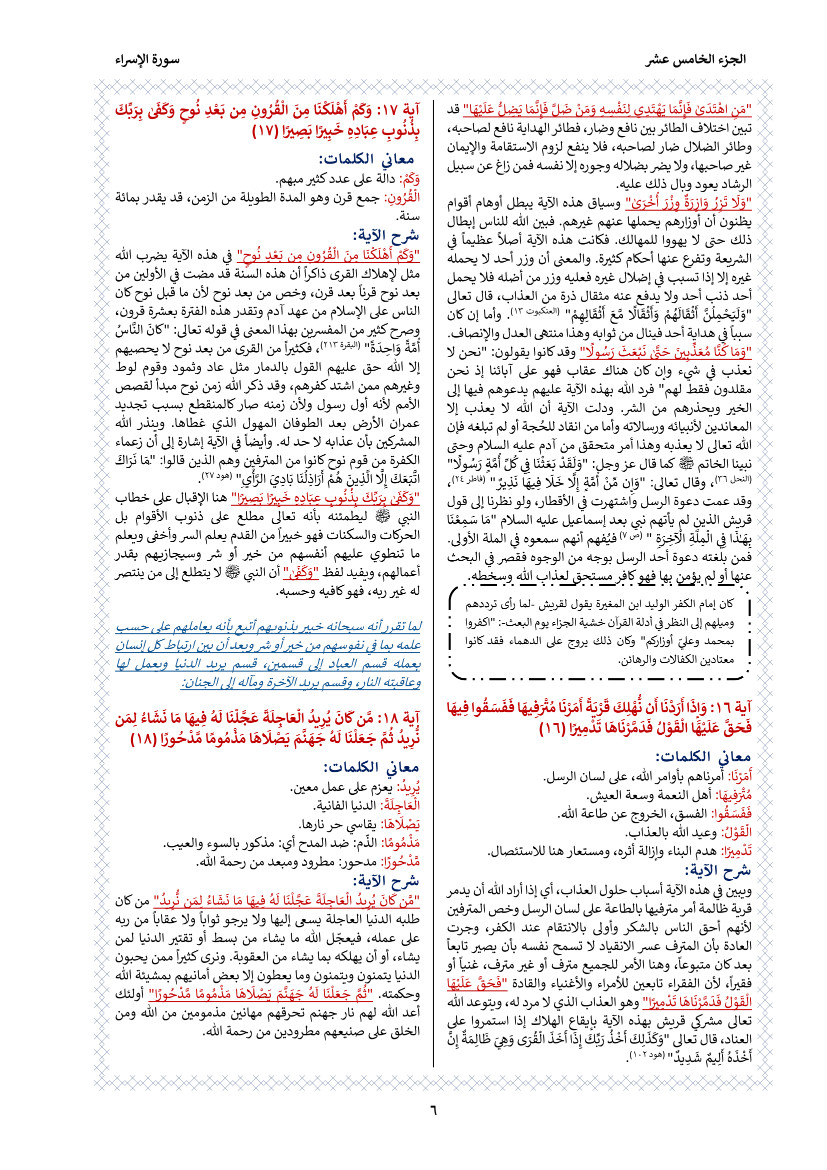 الجزء الخامس عشر
سورة الإسراء
"مَنِ اهْتَدَىٰ فَإِنَّمَا يَهْتَدِي لِنَفْسِهِ وَمَنْ ضَلَّ فَإِنَّمَا يَضِلُّ عَلَيْهَا" قد
تبين اختلاف الطائر بين نافع وضار، فطائر الهداية نافع لصاحبه،
وطائر الضلال ضار لصاحبه، فلا ينفع لزوم الاستقامة والإيمان
غير صاحبها، ولا يضر بضلاله وجوره إلا نفسه فمن زاغ عن سبيل
الرشاد يعود وبال ذلك عليه.
"وَلَا تَزِرُ وَازِرَةٌ وِزْرَ أُخْرَىٰ" وسياق هذه الآية يبطل أوهام أقوام
يظنون أن أوزارهم يحملها عنهم غيرهم. فبين الله للناس إبطال
ذلك حتى لا يهووا للمهالك. فكانت هذه الآية أصلاً عظيماً في
الشريعة وتفرع عنها أحكام كثيرة. والمعنى أن وزر أحد لا يحمله
غيره إلا إذا تسبب في إضلال غيره فعليه وزر من أضله فلا يحمل
أحد ذنب أحد ولا يدفع عنه مثقال ذرة من العذاب، قال تعالى
"وَلَيَحْمِلُنَّ أَثْقَالَهُمْ وَأَثْقَالًا مَّعَ أَثْقَالِهِمْ" (العنكبوت ١٣). وأما إن كان
سبباً في هداية أحد فينال من ثوابه وهذا منتهى العدل والإنصاف.
"وَمَا كُنَّا مُعَذِّبِينَ حَتَّىٰ نَبْعَثَ رَسُولًا" وقد كانوا يقولون: "نحن لا
نعذب في شيء وإن كان هناك عقاب فهو على آبائنا إذ نحن
مقلدون فقط لهم" فرد الله بهذه الآية عليهم يدعوهم فيها إلى
الخير ويحذرهم من الشر. ودلت الآية أن الله لا يعذب إلا
المعاندين لأنبيائه ورسالاته وأما من انقاد للحُجة أو لم تبلغه فإن
الله تعالى لا يعذبه وهذا أمر متحقق من آدم عليه السلام وحتى
نبينا الخاتم ﷺ كما قال عز وجل: "وَلَقَدْ بَعَثْنَا فِي كُلِّ أُمَّةٍ رَسُولًا"
(النحل ٣٦)، وقال تعالى: "وَإِن مِّنْ أُمَّةٍ إِلَّا خَلَا فِيهَا نَذِيرٌ" (فاطر ٢٤)،
وقد عمت دعوة الرسل واشتهرت في الأقطار، ولو نظرنا إلى قول
قريش الذين لم يأتهم نبي بعد إسماعيل عليه السلام "مَا سَمِعْنَا
بِهَٰذَا فِي الْمِلَّةِ الْآخِرَةِ " (ص ٧) فيُفهم أنهم سمعوه في الملة الأولى.
فمن بلغته دعوة أحد الرسل بوجه من الوجوه فقصر في البحث
عنها أو لم يؤمن بها فهو كافر مستحق لعذاب الله وسخطه.
كان إمام الكفر الوليد ابن المغيرة يقول لقريش -لما رأى ترددهم
وميلهم إلى النظر في أدلة القرآن خشية الجزاء يوم البعث-: "اكفروا
بمحمد وعليّ أوزاركم" وكان ذلك يروج على الدهماء فقد كانوا
معتادين الكفالات والرهائن.
آية ١٦: وَإِذَا أَرَدْنَا أَن نُّهْلِكَ قَرْيَةً أَمَرْنَا مُتْرَفِيهَا فَفَسَقُوا فِيهَا
فَحَقَّ عَلَيْهَا الْقَوْلُ فَدَمَّرْنَاهَا تَدْمِيرًا (١٦)
معاني الكلمات:
أَمَرْنَا: أمرناهم بأوامر الله، على لسان الرسل.
مُتْرَفِيهَا: أهل النعمة وسعة العيش.
فَفَسَقُوا: الفسق، الخروج عن طاعة الله.
الْقَوْلُ: وعيد الله بالعذاب.
تَدْمِيرًا: هدم البناء وإزالة أثره، ومستعار هنا للاستئصال.
شرح الآية:
ويبين في هذه الآية أسباب حلول العذاب، أي إذا أراد الله أن يدمر
قرية ظالمة أمر مترفيها بالطاعة على لسان الرسل وخص المترفين
لأنهم أحق الناس بالشكر وأولى بالانتقام عند الكفر، وجرت
العادة بأن المترف عسر الانقياد لا تسمح نفسه بأن يصير تابعاً
بعد كان متبوعاً، وهنا الأمر للجميع مترف أو غير مترف، غنياً أو
فقيراً، لأن الفقراء تابعين للأمراء والأغنياء والقادة "فَحَقَّ عَلَيْهَا
الْقَوْلُ فَدَمَّرْنَاهَا تَدْمِيرًا" وهو العذاب الذي لا مرد له، ويتوعد الله
تعالى مشركي قريش بهذه الآية بإيقاع الهلاك إذا استمروا على
العناد، قال تعالى "وَكَذَٰلِكَ أَخْذُ رَبِّكَ إِذَا أَخَذَ الْقُرَىٰ وَهِيَ ظَالِمَةٌ إِنَّ
أَخْذَهُ أَلِيمٌ شَدِيدٌ" (هود ١٠٢).
آية ١٧: وَكَمْ أَهْلَكْنَا مِنَ الْقُرُونِ مِن بَعْدِ نُوحٍ وَكَفَىٰ بِرَبِّكَ
بِذُنُوبِ عِبَادِهِ خَبِيرًا بَصِيرًا (١٧)
معاني الكلمات:
وَكَمْ: دالة على عدد كثير مبهم.
الْقُرُونِ: جمع قرن وهو المدة الطويلة من الزمن، قد يقدر بمائة
سنة.
شرح الآية:
"وَكَمْ أَهْلَكْنَا مِنَ الْقُرُونِ مِن بَعْدِ نُوحٍ" في هذه الآية يضرب الله
مثل لإهلاك القرى ذاكراً أن هذه السنة قد مضت في الأولين من
بعد نوح قرناً بعد قرن، وخص من بعد نوح لأن ما قبل نوح كان
الناس على الإسلام من عهد آدم وتقدر هذه الفترة بعشرة قرون،
وصرح كثير من المفسرين بهذا المعنى في قوله تعالى: "كَانَ النَّاسُ
أُمَّةً وَاحِدَةً" (البقرة ٢١٣)، فكثيراً من القرى من بعد نوح لا يحصيهم
إلا الله حق عليهم القول بالدمار مثل عاد وثمود وقوم لوط
وغيرهم ممن اشتد كفرهم، وقد ذكر الله زمن نوح مبدأ لقصص
الأمم لأنه أول رسول ولأن زمنه صار كالمنقطع بسبب تجديد
عمران الأرض بعد الطوفان المهول الذي غطاها. وينذر الله
المشركين بأن عذابه لا حد له. وأيضاً في الآية إشارة إلى أن زعماء
الكفرة من قوم نوح كانوا من المترفين وهم الذين قالوا: "مَا نَرَاكَ
اتَّبَعَكَ إِلَّا الَّذِينَ هُمْ أَرَاذِلُنَا بَادِيَ الرَّأْيِ" (هود ٢٧).
"وَكَفَىٰ بِرَبِّكَ بِذُنُوبِ عِبَادِهِ خَبِيرًا بَصِيرًا" هنا الإقبال على خطاب
النبي ﷺ ليطمئنه بأنه تعالى مطلع على ذنوب الأقوام بل
الحركات والسكنات فهو خبيراً من القدم يعلم السر وأخفى ويعلم
ما تنطوي عليهم أنفسهم من خير أو شر وسيجازيهم بقدر
أعمالهم، ويفيد لفظ "وَكَفَىٰ" أن النبي ﷺ لا يتطلع إلى من ينتصر
له غير ربه، فهو كافيه وحسبه.
لما تقرر أنه سبحانه خبير بذنوبهم أتبع بأنه يعاملهم على حسب
علمه بما في نفوسهم من خير أو شر وبعد أن بين ارتباط كل إنسان
بعمله قسم العباد إلى قسمين، قسم يريد الدنيا ويعمل لها
وعاقبته النار، وقسم يريد الآخرة ومآله إلى الجنان:
آية ١٨: مَّن كَانَ يُرِيدُ الْعَاجِلَةَ عَجَّلْنَا لَهُ فِيهَا مَا نَشَاءُ لِمَن
نُّرِيدُ ثُمَّ جَعَلْنَا لَهُ جَهَنَّمَ يَصْلَاهَا مَذْمُومًا مَّدْحُورًا (١٨)
معاني الكلمات:
يُرِيدُ: يعزم على عمل معين.
الْعَاجِلَةَ: الدنيا الفانية.
يَصْلَاهَا: يقاسي حر نارها.
مَذْمُومًا: الذّم: ضد المدح أي: مذكور بالسوء والعيب.
مَّدْحُورًا: مدحور: مطرود ومبعد من رحمة الله.
شرح الآية:
"مَّن كَانَ يُرِيدُ الْعَاجِلَةَ عَجَّلْنَا لَهُ فِيهَا مَا نَشَاءُ لِمَن نُّرِيدُ" من كان
طلبه الدنيا العاجلة يسعى إليها ولا يرجو ثواباً ولا عقاباً من ربه
على عمله، فيعجّل الله ما يشاء من بسط أو تقتير الدنيا لمن
يشاء، أو أن يهلكه بما يشاء من العقوبة. ونرى كثيراً ممن يحبون
الدنيا يتمنون ويتمنون وما يعطون إلا بعض أمانيهم بمشيئة الله
وحكمته. "ثُمَّ جَعَلْنَا لَهُ جَهَنَّمَ يَصْلَاهَا مَذْمُومًا مَّدْحُورًا" أولئك
أعد الله لهم نار جهنم تحرقهم مهانين مذمومين من الله ومن
الخلق على صنيعهم مطرودين من رحمة الله.
٦